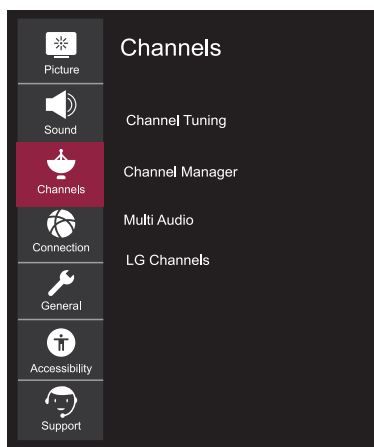 Picture
Sound
Channels
Connection
General
Accessibility
Support
Channels
Channel Tuning
Channel Manager
Multi Audio
LG Channels